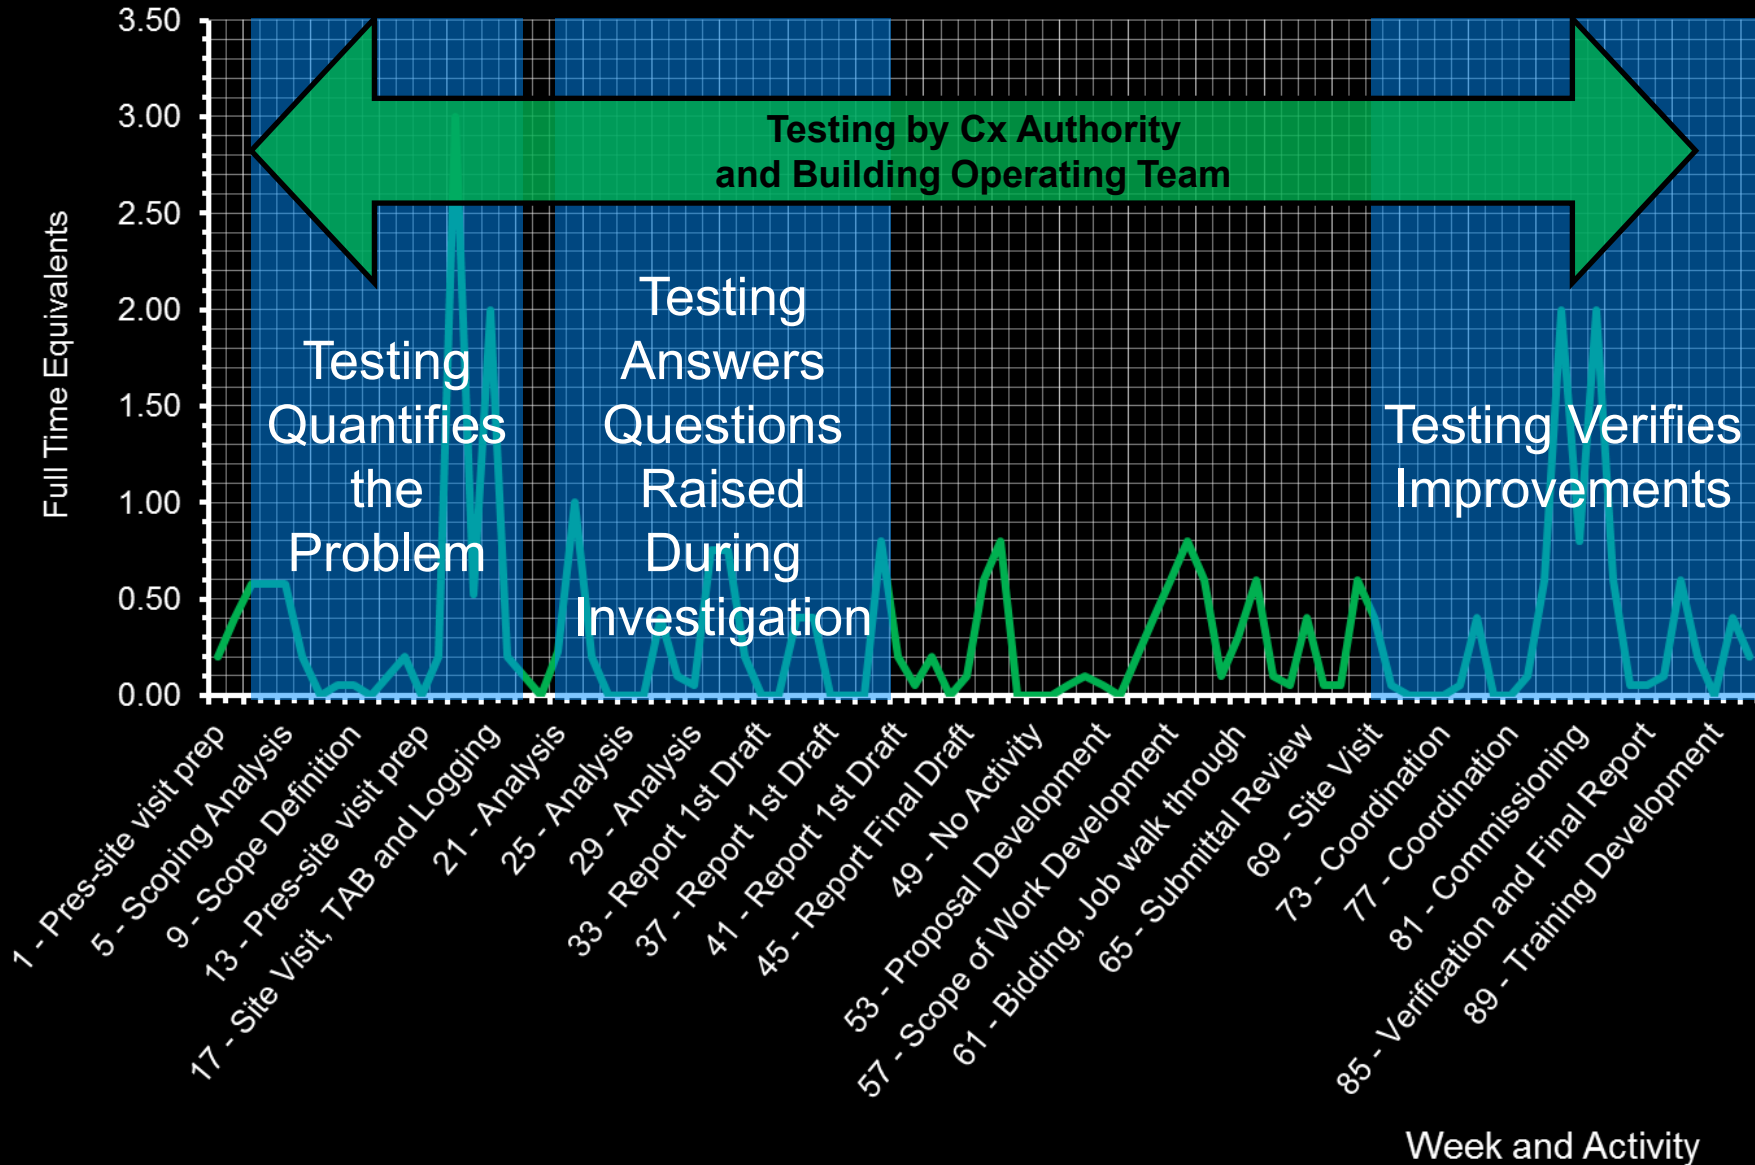 3.50
3.00
2.50
2.00
1.50
1.00
0.50
0.00
Full Time Equivalents
Testing by Cx Authority
and Building Operating Team
Testing
Quantifies
the
Problem
Testing
Answers
Questions
Raised
During
Investigation
Testing Verifies
Improvements
1 - Pres-site visit prep
5 - Scoping Analysis
9 - Scope Definition
13 - Pres-site visit prep
17 - Site Visit, TAB and Logging
21 - Analysis
25 - Analysis
29 - Analysis
33 - Report 1st Draft
37 - Report 1st Draft
41 - Report 1st Draft
45 - Report Final Draft
49 - No Activity
53 - Proposal Development
57 - Scope of Work Development
61 - Bidding, Job walk through
65 - Submittal Review
69 - Site Visit
73 - Coordination
77 - Coordination
81 - Commissioning
85 - Verification and Final Report
89 - Training Development
Week and Activity